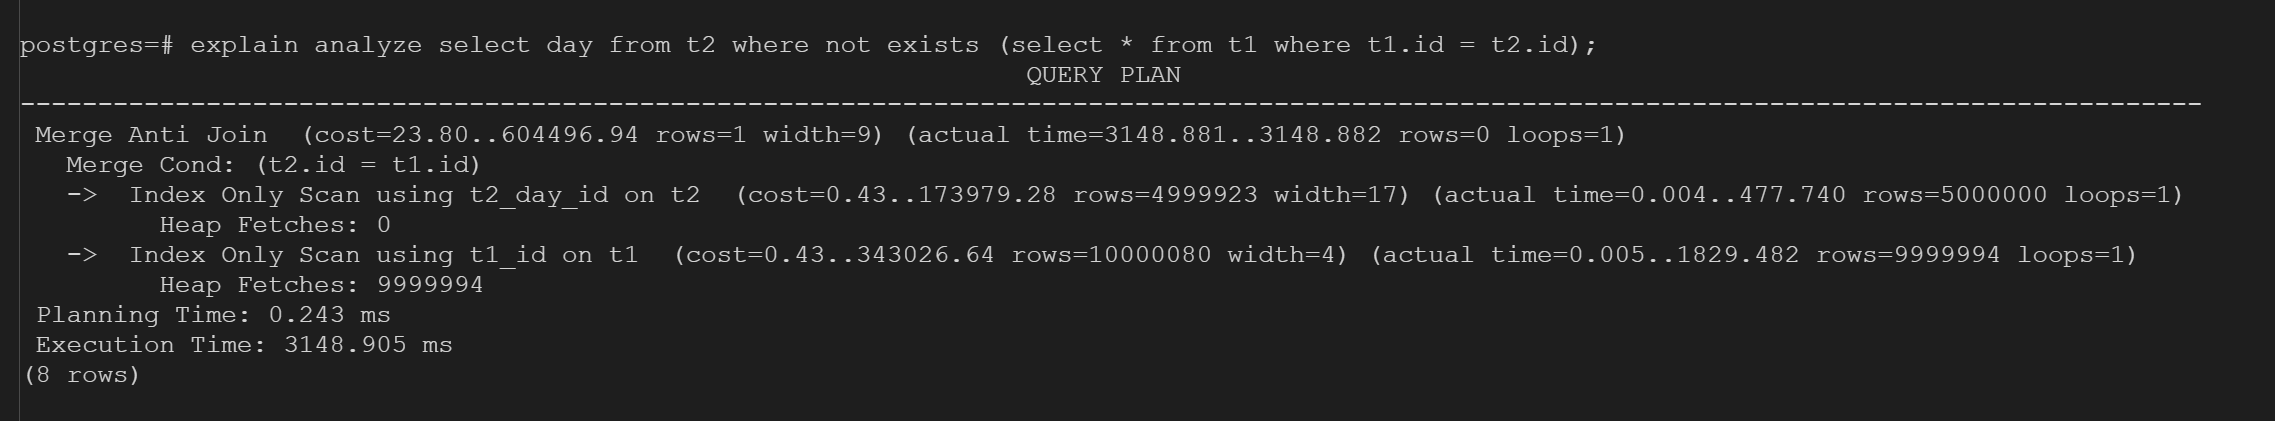 postgres=# explain analyze select day from t2 where not exists (select * from t1 where t1.id = t2.id);
QUERY PLAN
--------------------------------------------------------------------------------------------------------------------------------------------
Merge Anti Join  (cost=23.80..604496.94 rows=1 width=9) (actual time=3148.881..3148.882 rows=0 loops=1)
  Merge Cond: (t2.id = t1.id)
  ->  Index Only Scan using t2_day_id on t2  (cost=0.43..173979.28 rows=4999923 width=17) (actual time=0.004..477.740 rows=5000000 loops=1)
        Heap Fetches: 0
  ->  Index Only Scan using t1_id on t1  (cost=0.43..343026.64 rows=10000080 width=4) (actual time=0.005..1829.482 rows=9999994 loops=1)
        Heap Fetches: 9999994
Planning Time: 0.243 ms
Execution Time: 3148.905 ms
(8 rows)